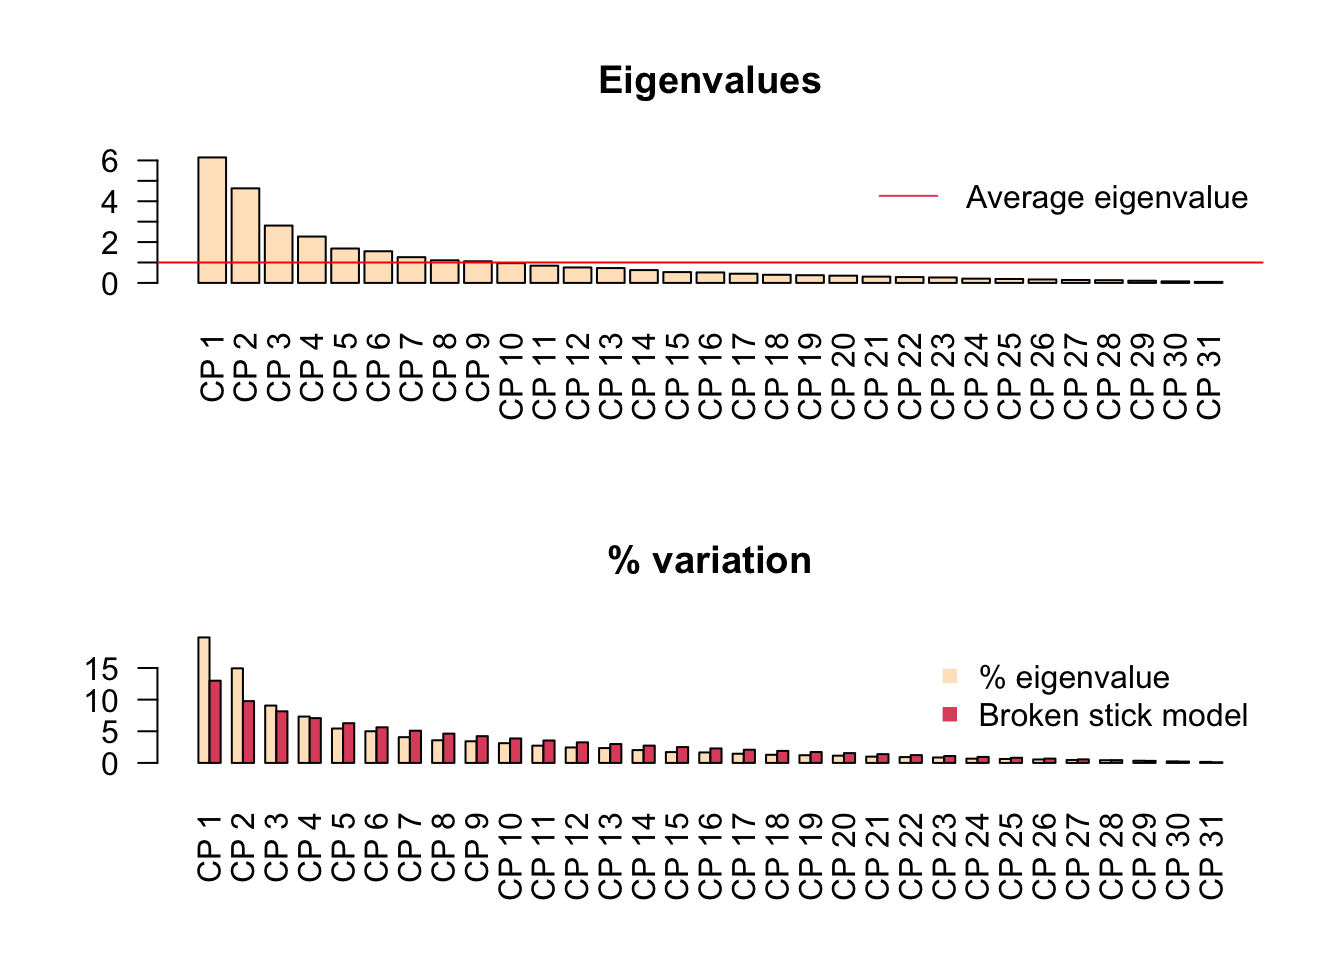 Eigenvalues
6
4
2
0
Average eigenvalue
CP 1
CP 2
CP 3
CP 4
CP 5
CP 6
CP 7
CP 8
CP 9
CP 10
CP 11
CP 12
CP 13
CP 14
CP 15
CP 16
CP 17
CP 18
CP 19
CP 20
CP 21
CP 22
CP 23
CP 24
CP 25
CP 26
CP 27
CP 28
CP 29
CP 30
CP 31
% variation
15
10
5
0
% eigenvalue
Broken stick model
CP 1
CP 2
CP 3
CP 4
CP 5
CP 6
CP 7
CP 8
CP 9
CP 10
CP 11
CP 12
CP 13
CP 14
CP 15
CP 16
CP 17
CP 18
CP 19
CP 20
CP 21
CP 22
CP 23
CP 24
CP 25
CP 26
CP 27
CP 28
CP 29
CP 30
CP 31